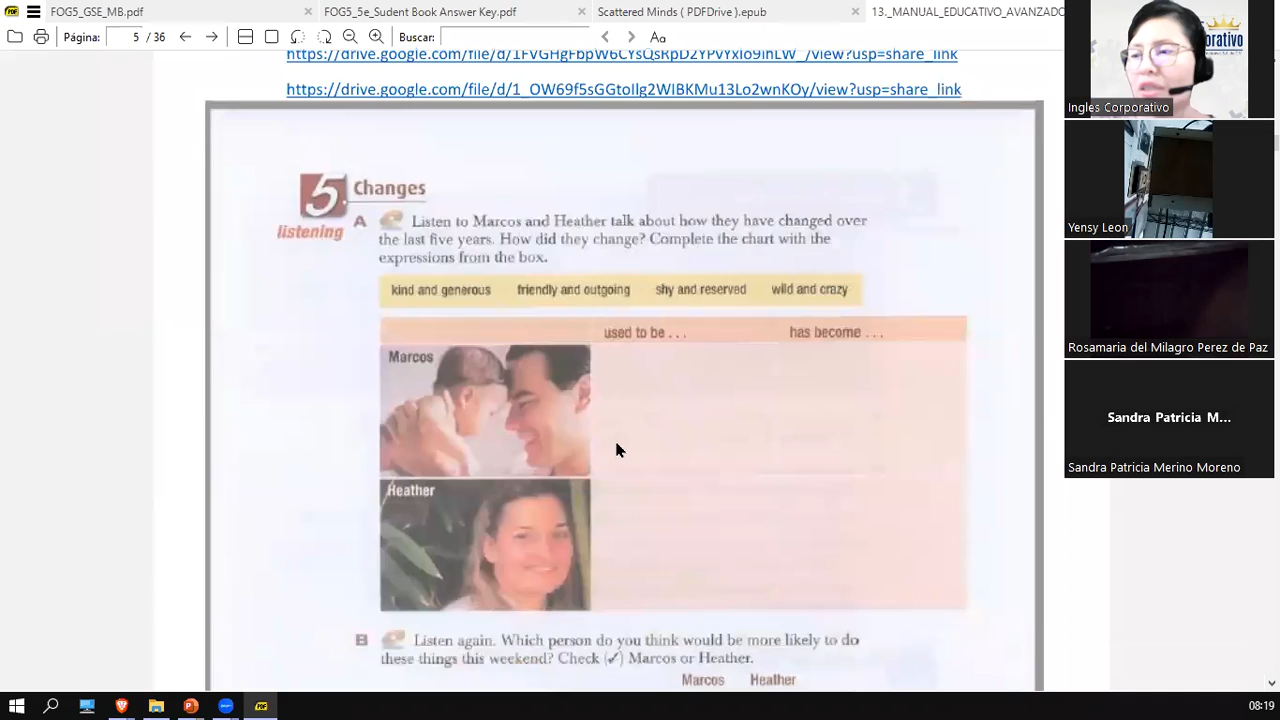 FOG5_GSE_MB.pdf
FOG5_5e_Sudent Book Answer Key.pdf
Scattered Minds ( PDFDrive ).epub
13._MANUAL_EDUCATIVO_AVANZADO
Página: 5 / 36
Buscar:
Aa
https://drive.google.com/file/d/1_OW69f5sGGtoIlg2WIBKMu13Lo2wnKOy/view?usp=share_link
5 Changes
listening
A Listen to Marcos and Heather talk about how they have changed over
the last five years. How did they change? Complete the chart with the
expressions from the box.
kind and generous friendly and outgoing shy and reserved wild and crazy
used to be . . . has become . . .
Marcos
Heather
B Listen again. Which person do you think would be more likely to do
these things this weekend? Check (✓) Marcos or Heather.
Marcos Heather
orporativo
Ingles Corporativo
Yensy Leon
Rosamaria del Milagro Perez de Paz
Sandra Patricia M...
Sandra Patricia Merino Moreno
08:19